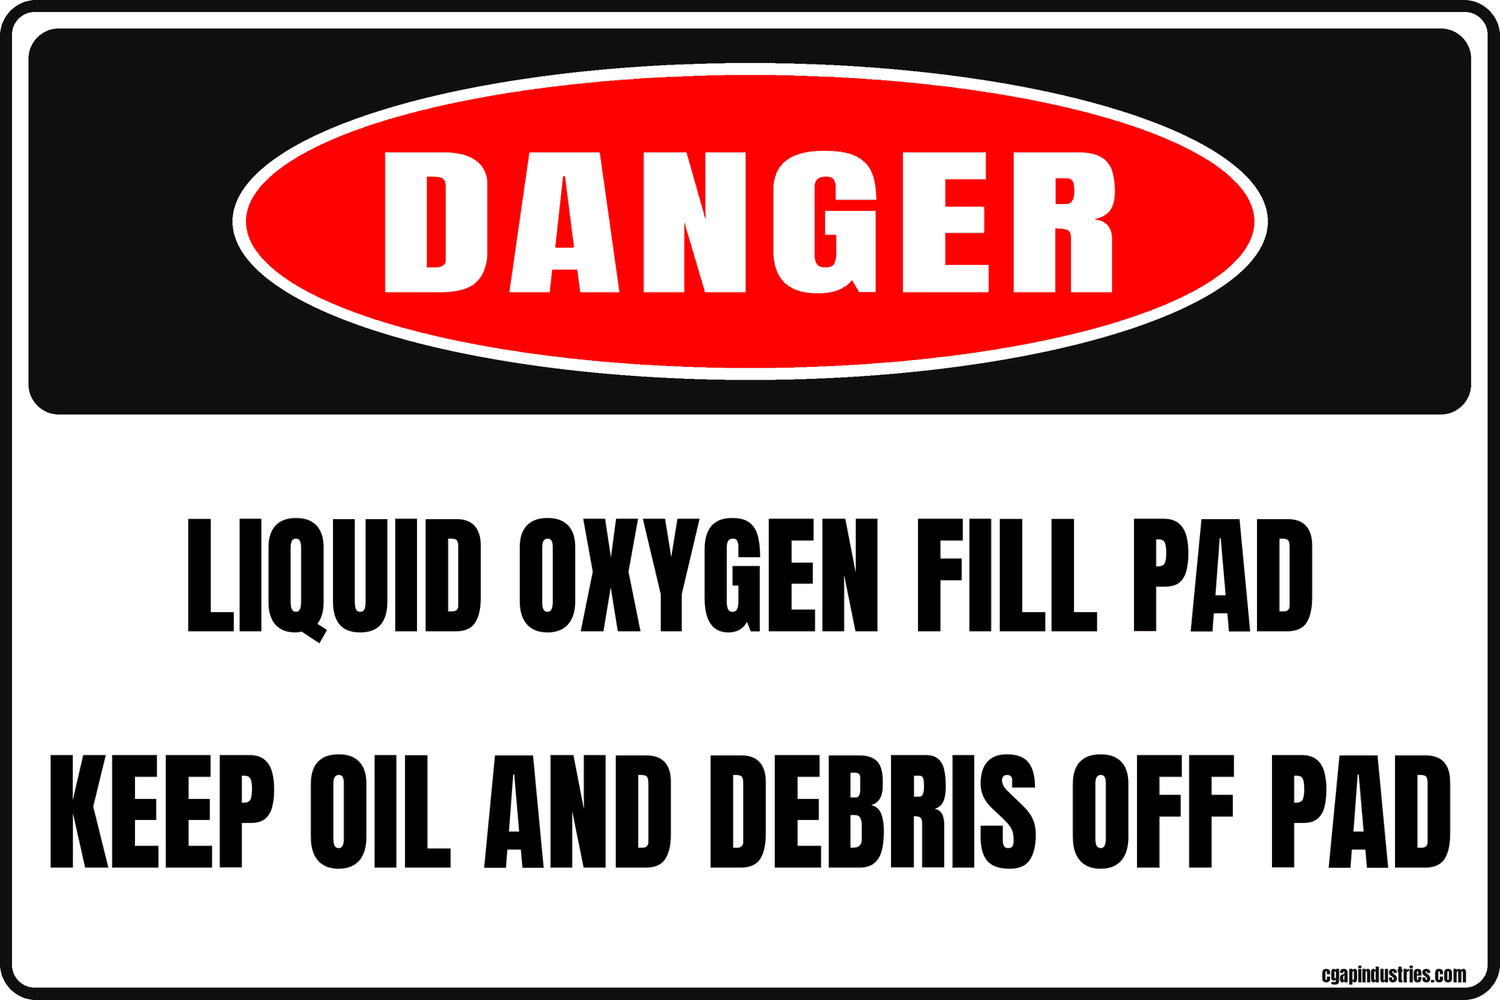 DANGER
LIQUID OXYGEN FILL PAD
KEEP OIL AND DEBRIS OFF PAD
cgapindustries.com